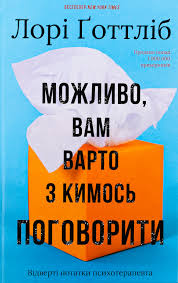 БЕСТСЕЛЕР NEW YORK TIMES
Лорі Ґоттліб
МОЖЛИВО,
ВАМ
ВАРТО
З КИМОСЬ
ПОГОВОРИТИ
Відверті нотатки психотерапевта